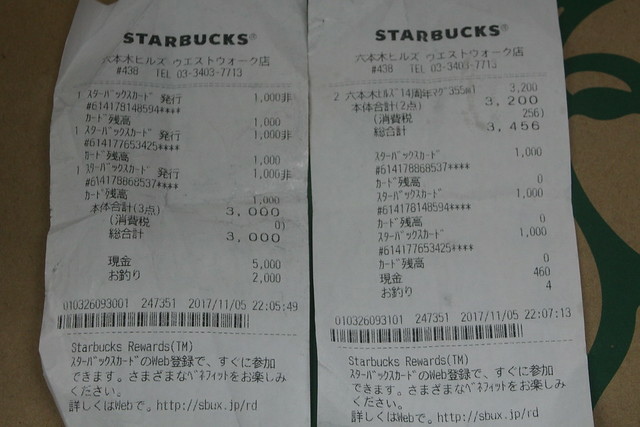 STARBUCKS®
六本木ヒルズ ウエストウォーク店
#438 TEL 03-3403-7713
1 スターバックスカード 発行 1,000非
#614178148594****
カード残高 1,000
1 スターバックスカード 発行 1,000非
#614177653425****
カード残高 1,000
1 スターバックスカード 発行 1,000非
#614178868537****
カード残高 1,000
本体合計(3点) 3,000
(消費税 0)
総合計 3,000
現金 5,000
お釣り 2,000
010326093001 247351 2017/11/05 22:05:49
Starbucks Rewards(TM)
スターバックスカードのWeb登録で、すぐに参加
できます。さまざまなベネフィットをお楽しみ
ください。
詳しくはWebで。http://sbux.jp/rd
STARBUCKS®
六本木ヒルズ ウエストウォーク店
#438 TEL 03-3403-7713
2 六本木ヒルズ14周年マグ355ml 3,200
本体合計(2点) 3,200
(消費税 256)
総合計 3,456
スターバックスカード 1,000
#614178868537****
カード残高 0
スターバックスカード 1,000
#614178148594****
カード残高 0
スターバックスカード 1,000
#614177653425****
カード残高 0
現金 460
お釣り 4
010326093101 247351 2017/11/05 22:07:13
Starbucks Rewards(TM)
スターバックスカードのWeb登録で、すぐに参加
できます。さまざまなベネフィットをお楽しみ
ください。
詳しくはWebで。http://sbux.jp/rd